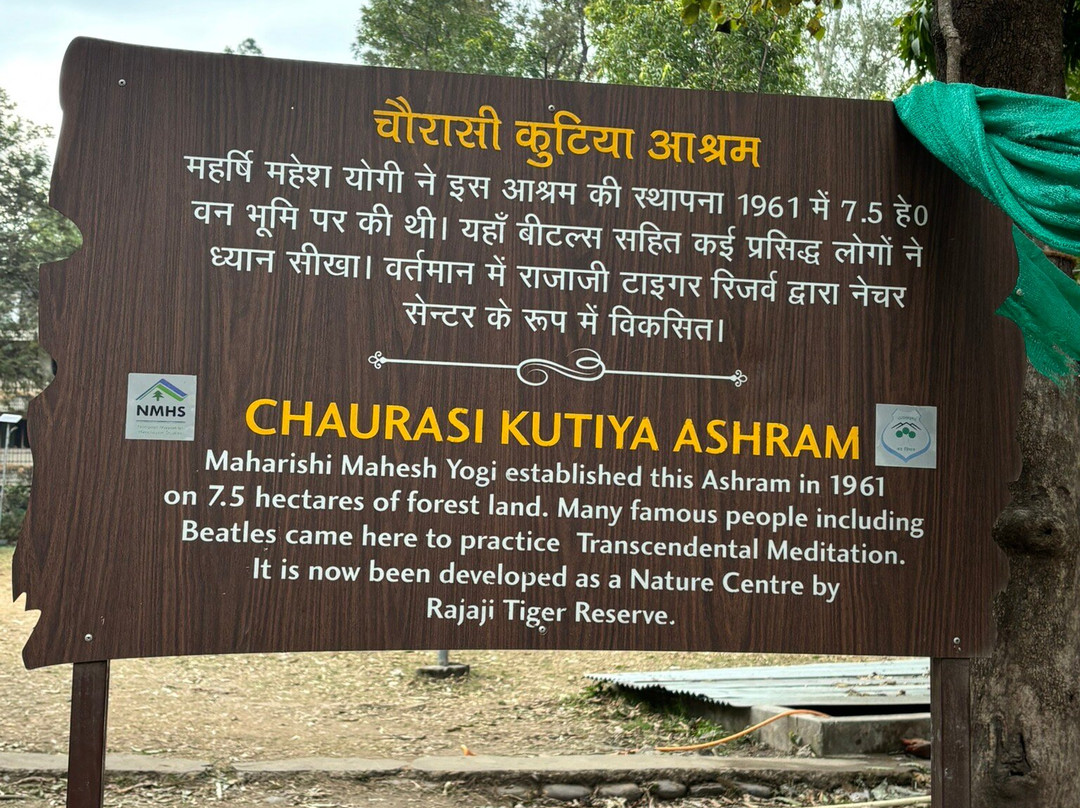 चौरासी कुटिया आश्रम
महर्षि महेश योगी ने इस आश्रम की स्थापना 1961 में 7.5 हे0
वन भूमि पर की थी। यहाँ बीटल्स सहित कई प्रसिद्ध लोगों ने
ध्यान सीखा। वर्तमान में राजाजी टाइगर रिजर्व द्वारा नेचर
सेन्टर के रूप में विकसित।
NMHS
CHAURASI KUTIYA ASHRAM
Maharishi Mahesh Yogi established this Ashram in 1961
on 7.5 hectares of forest land. Many famous people including
Beatles came here to practice Transcendental Meditation.
It is now been developed as a Nature Centre by
Rajaji Tiger Reserve.